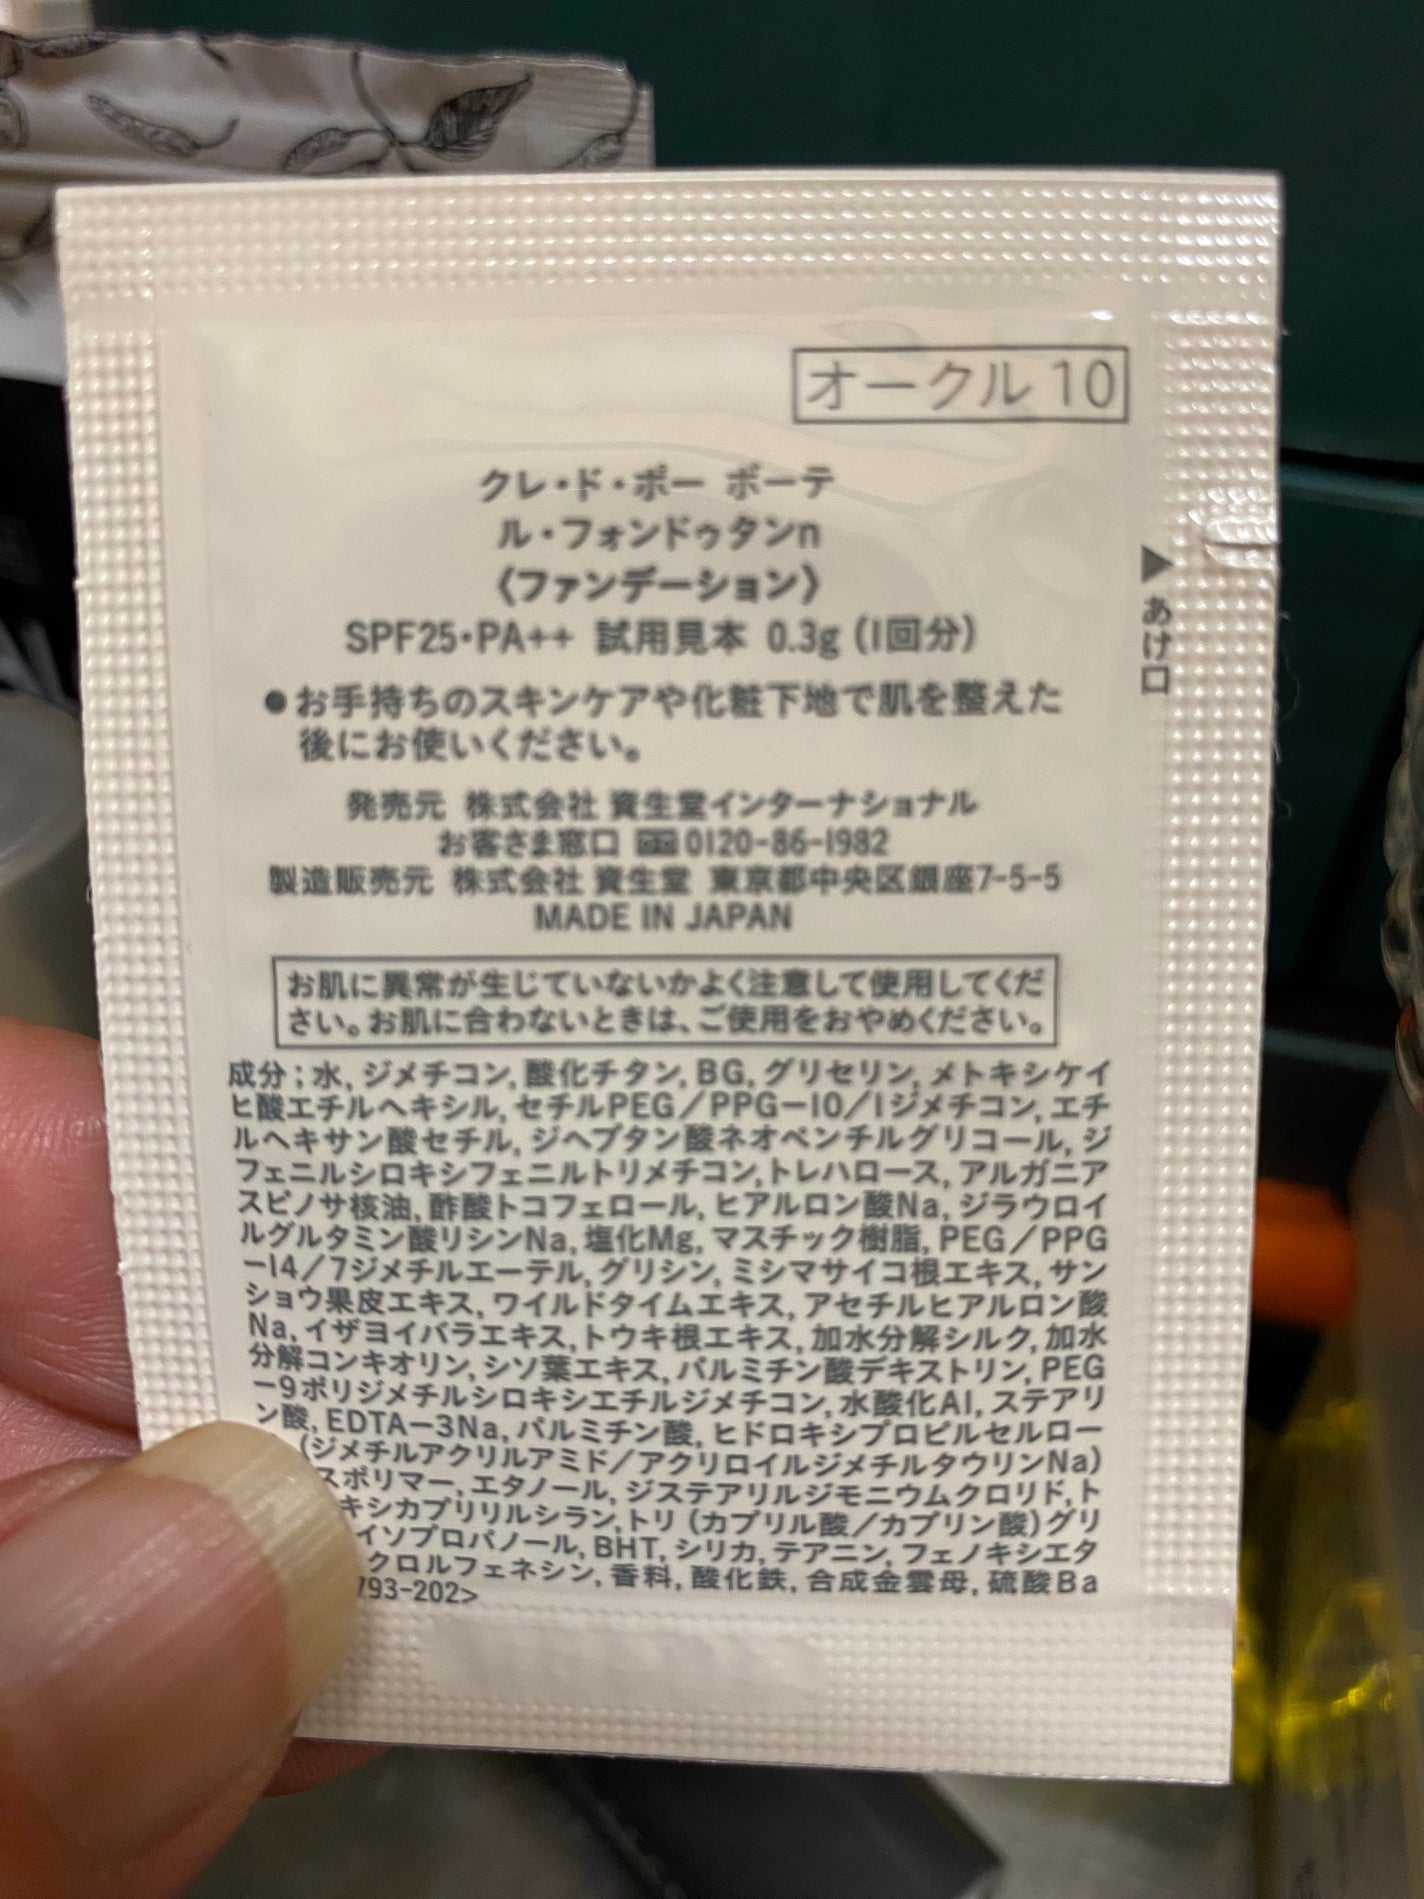 オークル 10
クレ・ド・ポー ボーテ
ル・フォンドゥタンn
〈ファンデーション〉
SPF25・PA++ 試用見本 0.3g (1回分)
▶あけ口
●お手持ちのスキンケアや化粧下地で肌を整えた
後にお使いください。
発売元 株式会社 資生堂インターナショナル
お客さま窓口 0120-86-1982
製造販売元 株式会社 資生堂 東京都中央区銀座7-5-5
MADE IN JAPAN
お肌に異常が生じていないかよく注意して使用してくだ
さい。お肌に合わないときは、ご使用をおやめください。
成分;水, ジメチコン, 酸化チタン, BG, グリセリン, メトキシケイ
ヒ酸エチルヘキシル, セチルPEG/PPG-10/1ジメチコン, エチ
ルヘキサン酸セチル, ジヘプタン酸ネオペンチルグリコール, ジ
フェニルシロキシフェニルトリメチコン, トレハロース, アルガニア
スピノサ核油, 酢酸トコフェロール, ヒアルロン酸Na, ジラウロイ
ルグルタミン酸リシンNa, 塩化Mg, マスチック樹脂, PEG/PPG
-14/7ジメチルエーテル, グリシン, ミシマサイコ根エキス, サン
ショウ果皮エキス, ワイルドタイムエキス, アセチルヒアルロン酸
Na, イザヨイバラエキス, トウキ根エキス, 加水分解シルク, 加水
分解コンキオリン, シソ葉エキス, パルミチン酸デキストリン, PEG
-9ポリジメチルシロキシエチルジメチコン, 水酸化Al, ステアリ
ン酸, EDTA-3Na, パルミチン酸, ヒドロキシプロピルセルロー
(ジメチルアクリルアミド/アクリロイルジメチルタウリンNa)
スポリマー, エタノール, ジステアリルジモニウムクロリド, ト
キシカプリリルシラン, トリ(カプリル酸/カプリン酸)グリ
イソプロパノール, BHT, シリカ, テアニン, フェノキシエタ
クロルフェネシン, 香料, 酸化鉄, 合成金雲母, 硫酸Ba
793-202>